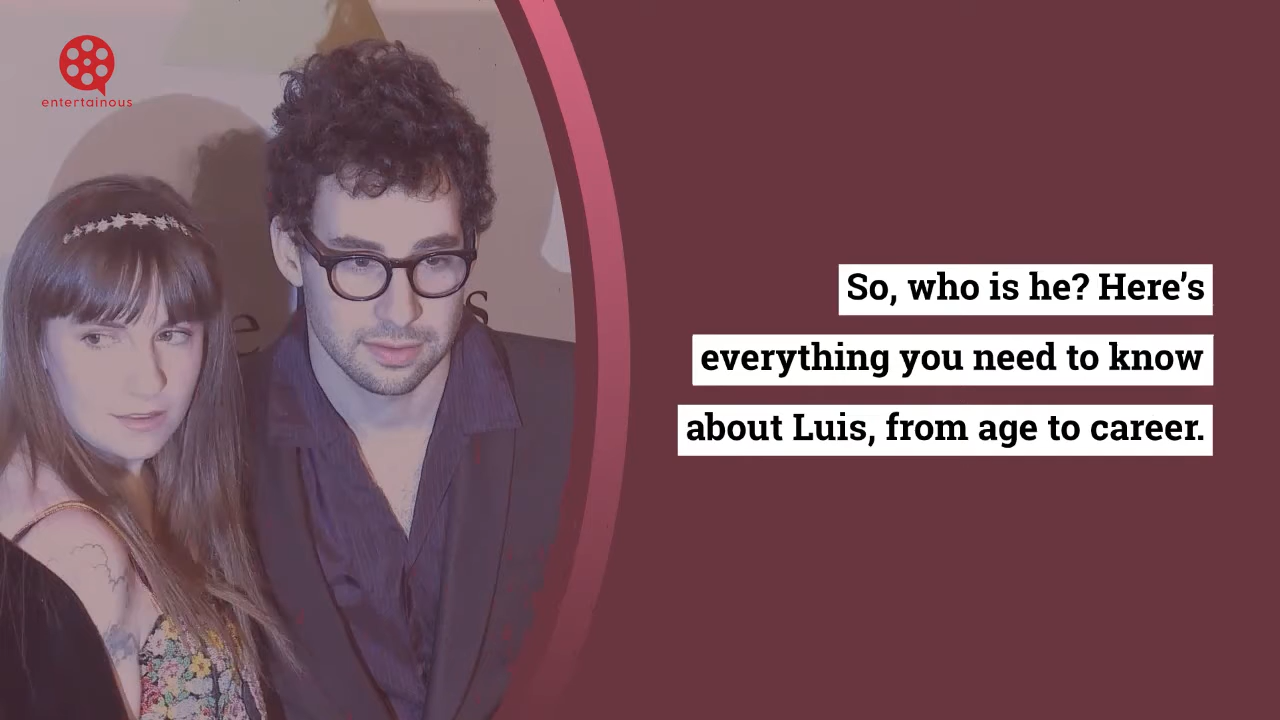 entertainous
So, who is he? Here’s
everything you need to know
about Luis, from age to career.